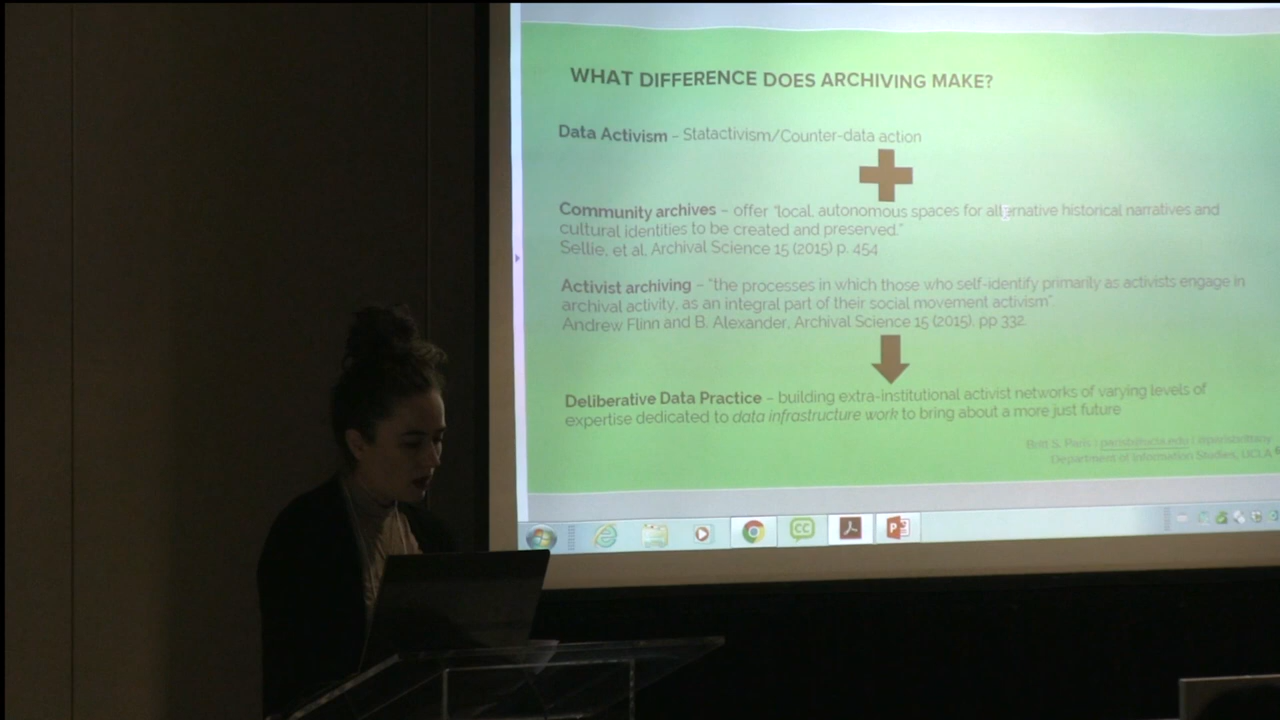 WHAT DIFFERENCE DOES ARCHIVING MAKE?
Data Activism – Statactivism/Counter-data action
Community archives – offer "local, autonomous spaces for alternative historical narratives and
cultural identities to be created and preserved."
Sellie, et al, Archival Science 15 (2015) p. 454
Activist archiving – "the processes in which those who self-identify primarily as activists engage in
archival activity, as an integral part of their social movement activism"
Andrew Flinn and B. Alexander, Archival Science 15 (2015), pp 332.
Deliberative Data Practice – building extra-institutional activist networks of varying levels of
expertise dedicated to data infrastructure work to bring about a more just future
Britt S. Paris | parisb@ucla.edu |
Department of Information Studies, UCLA 6
CC
P